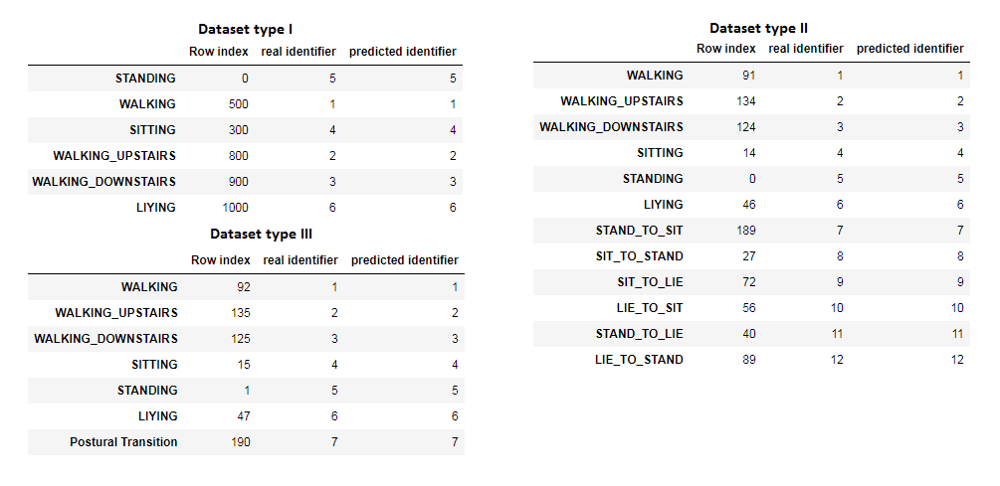 Dataset type I
Row index real identifier predicted identifier
STANDING 0 5 5
WALKING 500 1 1
SITTING 300 4 4
WALKING_UPSTAIRS 800 2 2
WALKING_DOWNSTAIRS 900 3 3
LIYING 1000 6 6
Dataset type III
Row index real identifier predicted identifier
WALKING 92 1 1
WALKING_UPSTAIRS 135 2 2
WALKING_DOWNSTAIRS 125 3 3
SITTING 15 4 4
STANDING 1 5 5
LIYING 47 6 6
Postural Transition 190 7 7
Dataset type II
Row index real identifier predicted identifier
WALKING 91 1 1
WALKING_UPSTAIRS 134 2 2
WALKING_DOWNSTAIRS 124 3 3
SITTING 14 4 4
STANDING 0 5 5
LIYING 46 6 6
STAND_TO_SIT 189 7 7
SIT_TO_STAND 27 8 8
SIT_TO_LIE 72 9 9
LIE_TO_SIT 56 10 10
STAND_TO_LIE 40 11 11
LIE_TO_STAND 89 12 12